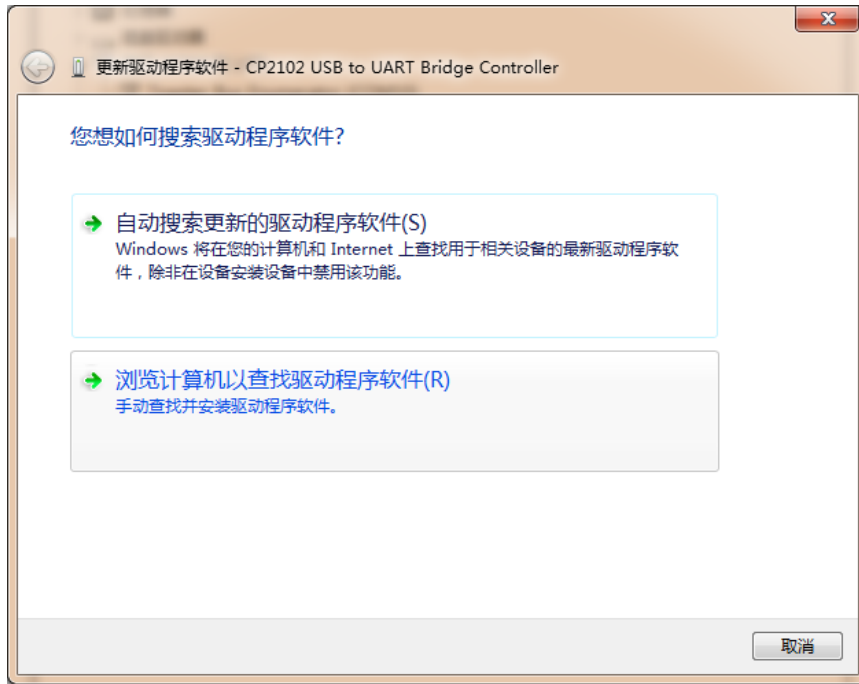 更新驱动程序软件 - CP2102 USB to UART Bridge Controller
您想如何搜索驱动程序软件?
自动搜索更新的驱动程序软件(S)
Windows 将在您的计算机和 Internet 上查找用于相关设备的最新驱动程序软
件，除非在设备安装设备中禁用该功能。
浏览计算机以查找驱动程序软件(R)
手动查找并安装驱动程序软件。
取消